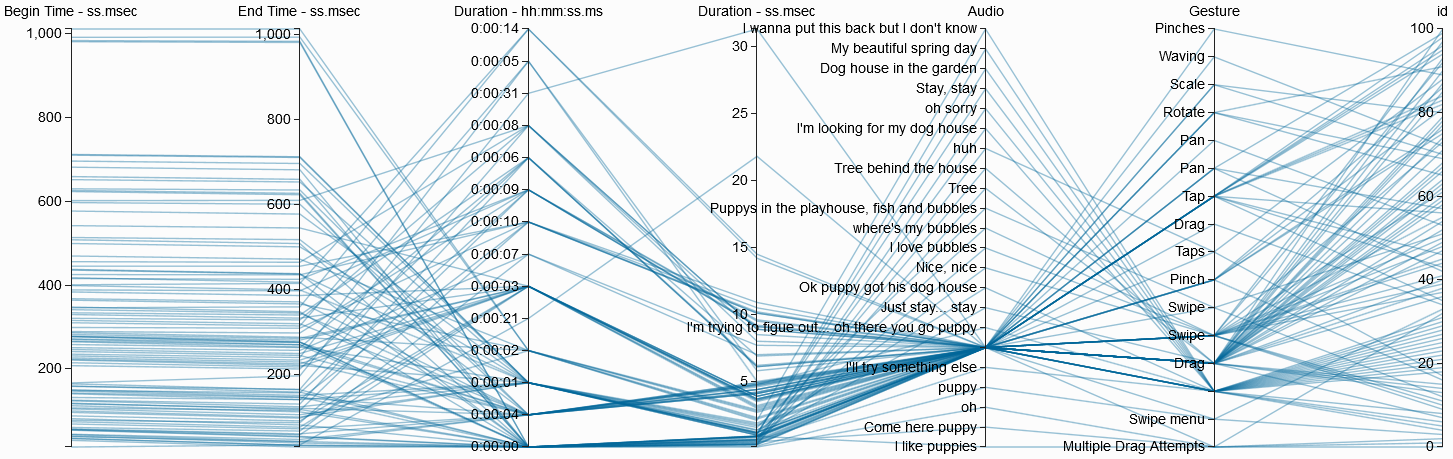 Begin Time - ss.msec
End Time - ss.msec
Duration - hh:mm:ss.ms
Duration - ss.msec
Audio
Gesture
id
1,000
800
600
400
200
1,000
800
600
400
200
0:00:14
0:00:05
0:00:31
0:00:08
0:00:06
0:00:09
0:00:10
0:00:07
0:00:03
0:00:21
0:00:02
0:00:01
0:00:04
0:00:00
30
25
20
15
10
5
I wanna put this back but I don't know
My beautiful spring day
Dog house in the garden
Stay, stay
oh sorry
I'm looking for my dog house
huh
Tree behind the house
Tree
Puppys in the playhouse, fish and bubbles
where's my bubbles
I love bubbles
Nice, nice
Ok puppy got his dog house
Just stay... stay
I'm trying to figue out... oh there you go puppy
I'll try something else
puppy
oh
Come here puppy
I like puppies
Pinches
Waving
Scale
Rotate
Pan
Pan
Tap
Drag
Taps
Pinch
Swipe
Swipe
Drag
Swipe menu
Multiple Drag Attempts
100
80
60
40
20
0